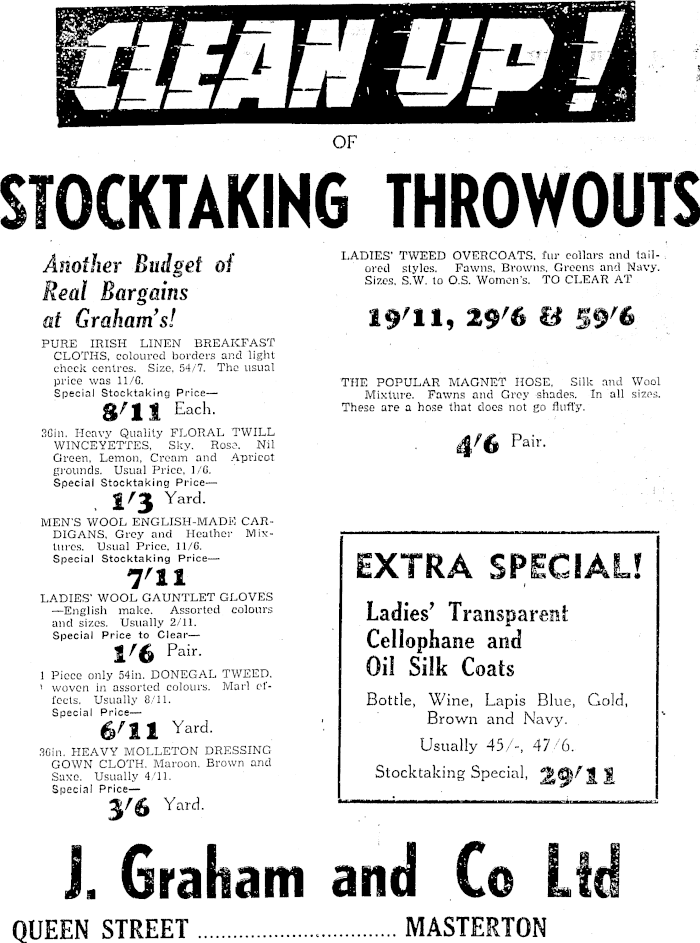 CLEAN UP!
OF
STOCKTAKING THROWOUTS
Another Budget of
Real Bargains
at Graham's!
PURE IRISH LINEN BREAKFAST
CLOTHS, coloured borders and light
check centres. Size, 54/7. The usual
price was 11/6.
Special Stocktaking Price—
8/11 Each.
36in. Heavy Quality FLORAL TWILL
WINCEYETTES, Sky, Rose, Nil
Green, Lemon, Cream and Apricot
grounds. Usual Price, 1/6.
Special Stocktaking Price—
1/3 Yard.
MEN'S WOOL ENGLISH-MADE CAR-
DIGANS, Grey and Heather Mix-
tures. Usual Price, 11/6.
Special Stocktaking Price—
7/11
LADIES' WOOL GAUNTLET GLOVES
—English make. Assorted colours
and sizes. Usually 2/11.
Special Price to Clear—
1/6 Pair.
1 Piece only 54in. DONEGAL TWEED,
woven in assorted colours. Marl ef-
fects. Usually 8/11.
Special Price—
6/11 Yard.
36in. HEAVY MOLLETON DRESSING
GOWN CLOTH, Maroon, Brown and
Saxe. Usually 4/11.
Special Price—
3/6 Yard.
LADIES' TWEED OVERCOATS, fur collars and tail-
ored styles. Fawns, Browns, Greens and Navy.
Sizes, S.W. to O.S. Women's. TO CLEAR AT
19/11, 29/6 & 59/6
THE POPULAR MAGNET HOSE, Silk and Wool
Mixture. Fawns and Grey shades. In all sizes.
These are a hose that does not go fluffy.
4/6 Pair.
EXTRA SPECIAL!
Ladies' Transparent
Cellophane and
Oil Silk Coats
Bottle, Wine, Lapis Blue, Gold,
Brown and Navy.
Usually 45/-, 47/6.
Stocktaking Special, 29/11
J. Graham and Co Ltd
QUEEN STREET .................................. MASTERTON